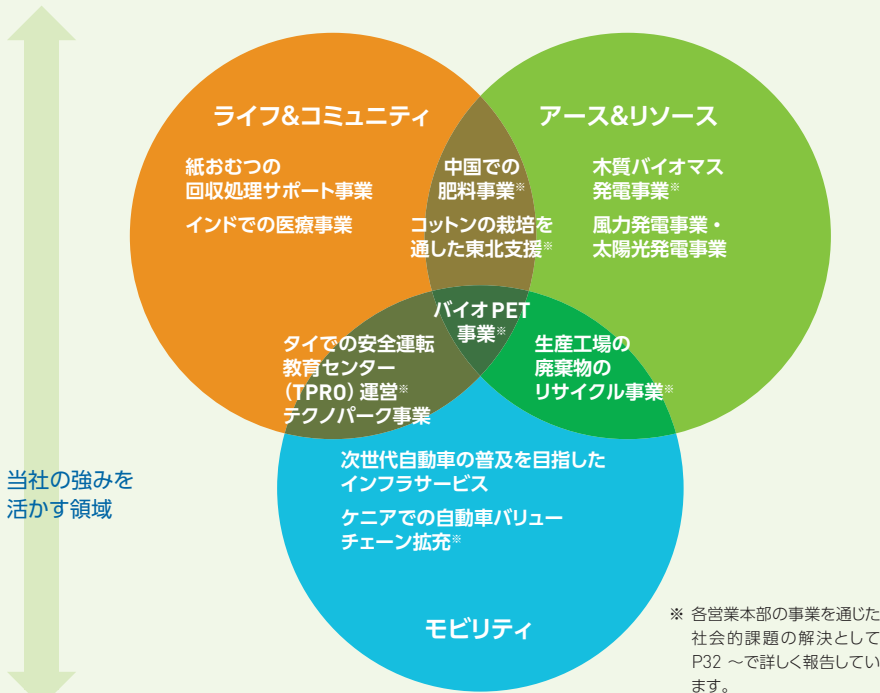 ライフ&コミュニティ
紙おむつの
回収処理サポート事業
インドでの医療事業
中国での
肥料事業※
コットンの栽培を
通した東北支援※
アース&リソース
木質バイオマス
発電事業※
風力発電事業・
太陽光発電事業
バイオPET
事業※
タイでの安全運転
教育センター
(TPRO) 運営※
テクノパーク事業
生産工場の
廃棄物の
リサイクル事業※
当社の強みを
活かす領域
次世代自動車の普及を目指した
インフラサービス
ケニアでの自動車バリュー
チェーン拡充※
モビリティ
※ 各営業本部の事業を通じた
社会的課題の解決として
P32 ~で詳しく報告してい
ます。